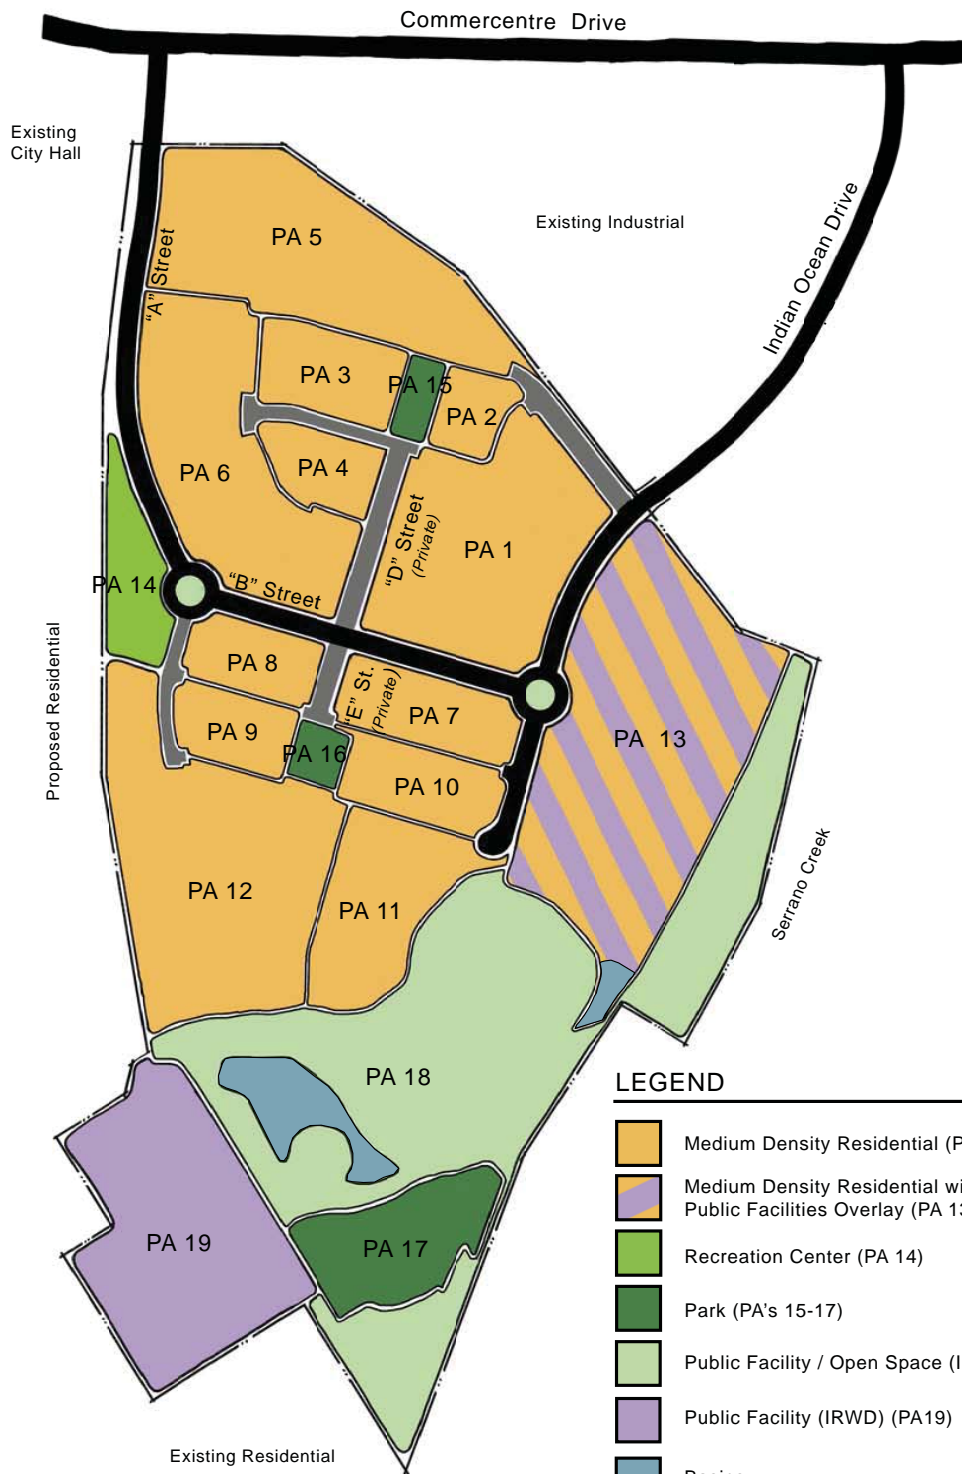 Commercentre Drive
Existing
City Hall
Existing Industrial
Indian Ocean Drive
"A" Street
PA 5
PA 3
PA 15
PA 2
PA 6
PA 4
"D" Street
(Private)
PA 1
PA 14
"B" Street
Proposed Residential
PA 8
"E" St.
(Private)
PA 7
PA 9
PA 16
PA 10
PA 13
PA 12
PA 11
Serrano Creek
PA 18
PA 19
PA 17
Existing Residential
LEGEND
Medium Density Residential (P
Medium Density Residential wi
Public Facilities Overlay (PA 13
Recreation Center (PA 14)
Park (PA's 15-17)
Public Facility / Open Space (I
Public Facility (IRWD) (PA19)